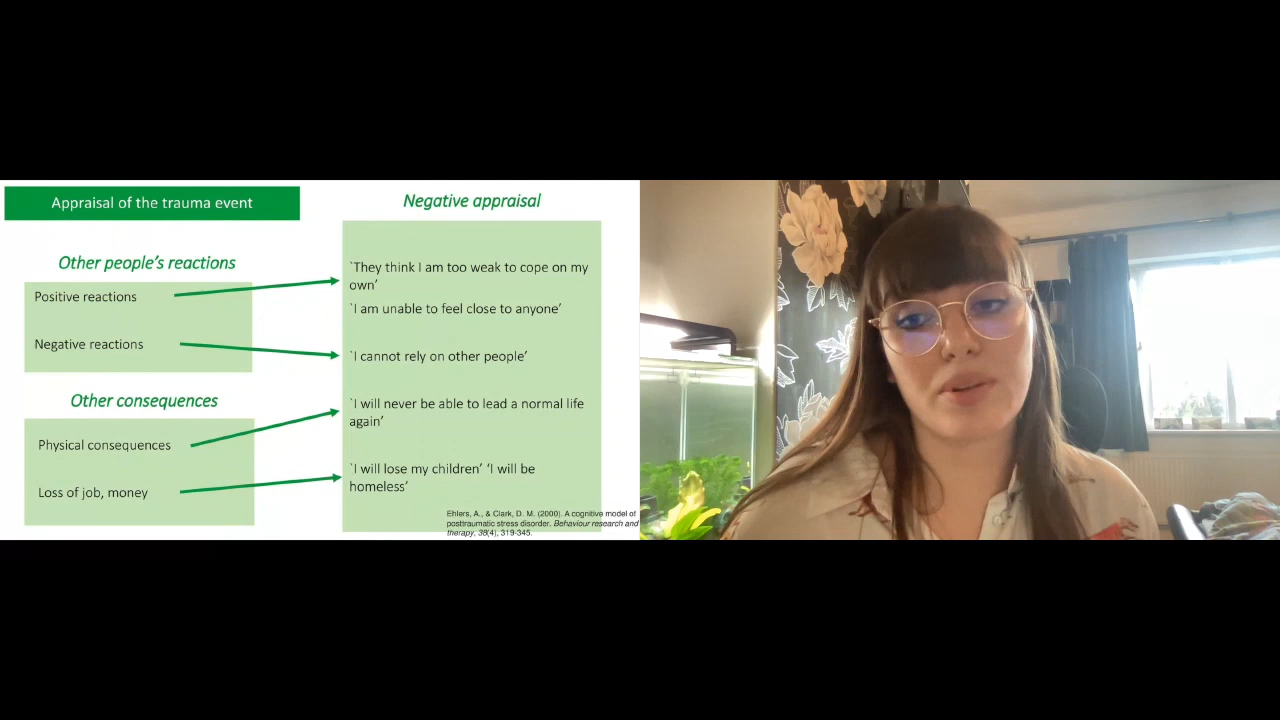 Appraisal of the trauma event
Negative appraisal
Other people's reactions
Positive reactions
Negative reactions
Other consequences
Physical consequences
Loss of job, money
`They think I am too weak to cope on my
own’
`I am unable to feel close to anyone’
`I cannot rely on other people’
`I will never be able to lead a normal life
again’
`I will lose my children’ ‘I will be
homeless’
Ehlers, A., & Clark, D. M. (2000). A cognitive model of
posttraumatic stress disorder. Behaviour research and
therapy, 38(4), 319-345.